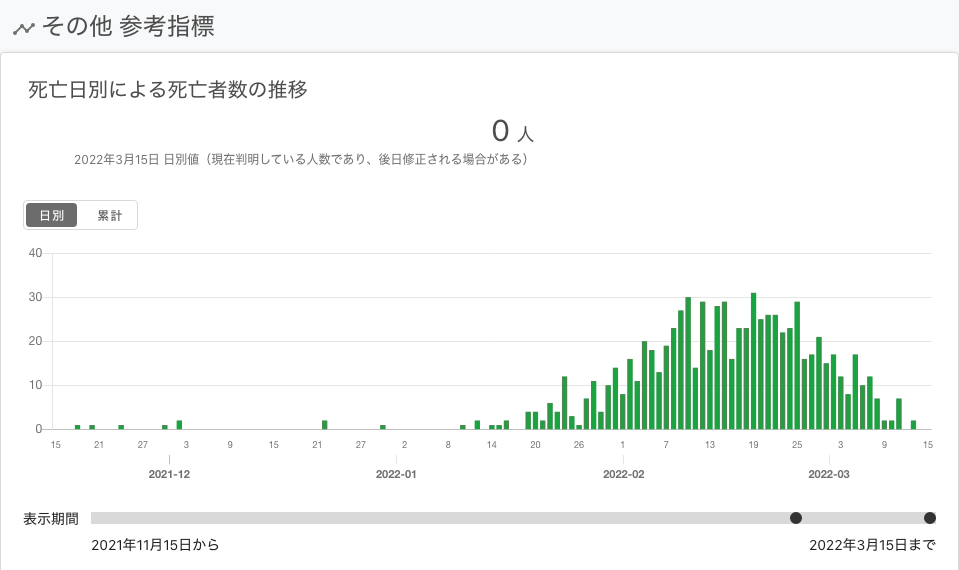 その他 参考指標
死亡日別による死亡者数の推移
0 人
2022年3月15日 日別値（現在判明している人数であり、後日修正される場合がある）
日別 累計
40
30
20
10
0
15 21 27 3 9 15 21 27 2 8 14 20 26 1 7 13 19 25 3 9 15
2021-12 2022-01 2022-02 2022-03
表示期間
2021年11月15日から 2022年3月15日まで